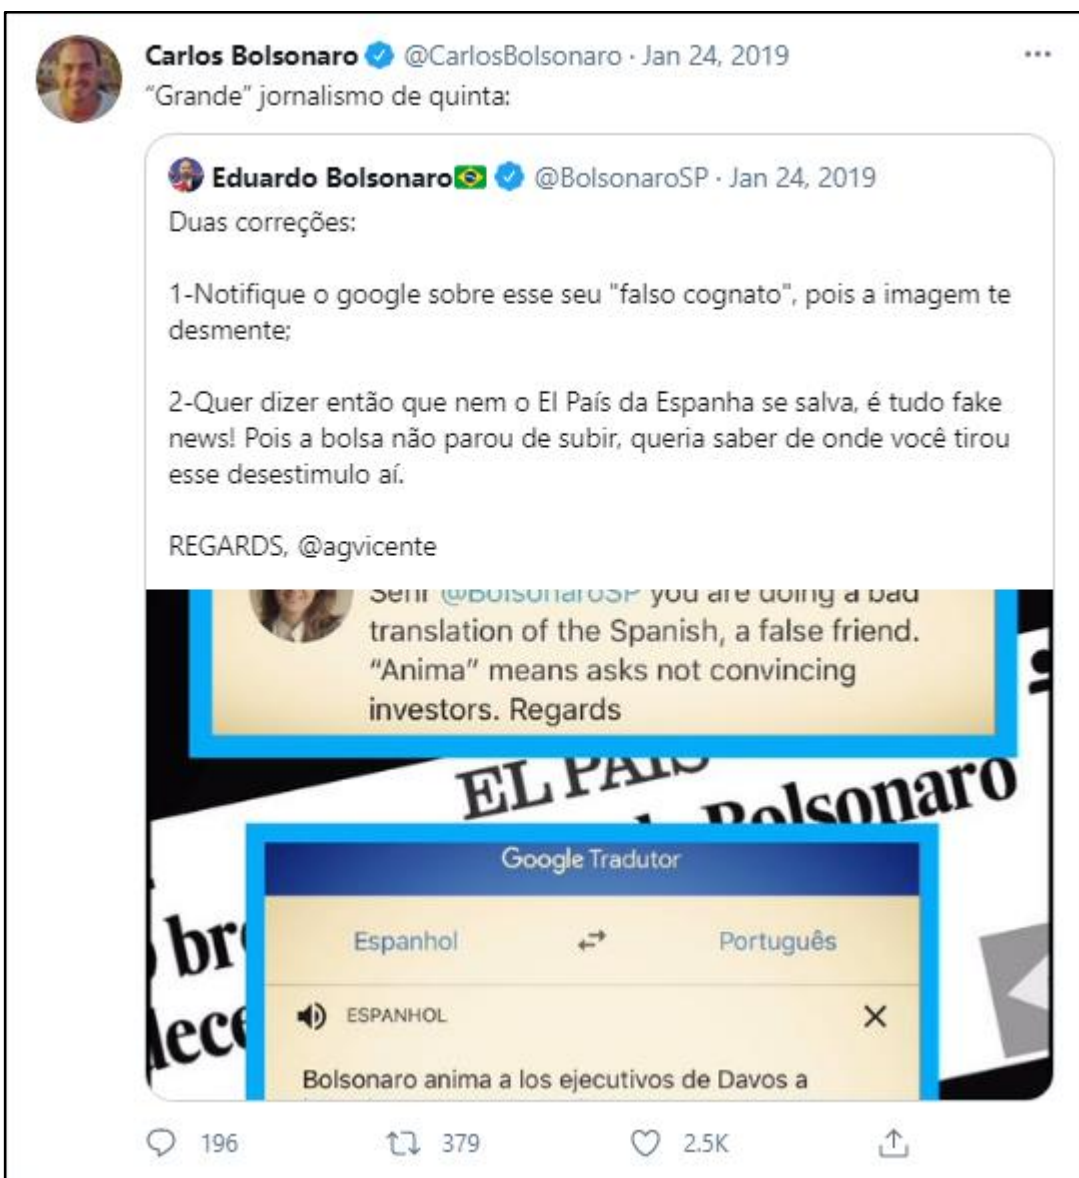 Carlos Bolsonaro @CarlosBolsonaro · Jan 24, 2019
“Grande” jornalismo de quinta:
Eduardo Bolsonaro @BolsonaroSP · Jan 24, 2019
Duas correções:
1-Notifique o google sobre esse seu "falso cognato", pois a imagem te
desmente;
2-Quer dizer então que nem o El País da Espanha se salva, é tudo fake
news! Pois a bolsa não parou de subir, queria saber de onde você tirou
esse desestimulo aí.
REGARDS, @agvicente
@BolsonaroSP you are doing a bad
translation of the Spanish, a false friend.
“Anima” means asks not convincing
investors. Regards
EL PAÍS
Bolsonaro
Google Tradutor
Espanhol
Português
ESPANHOL
Bolsonaro anima a los ejecutivos de Davos a
196
379
2.5K